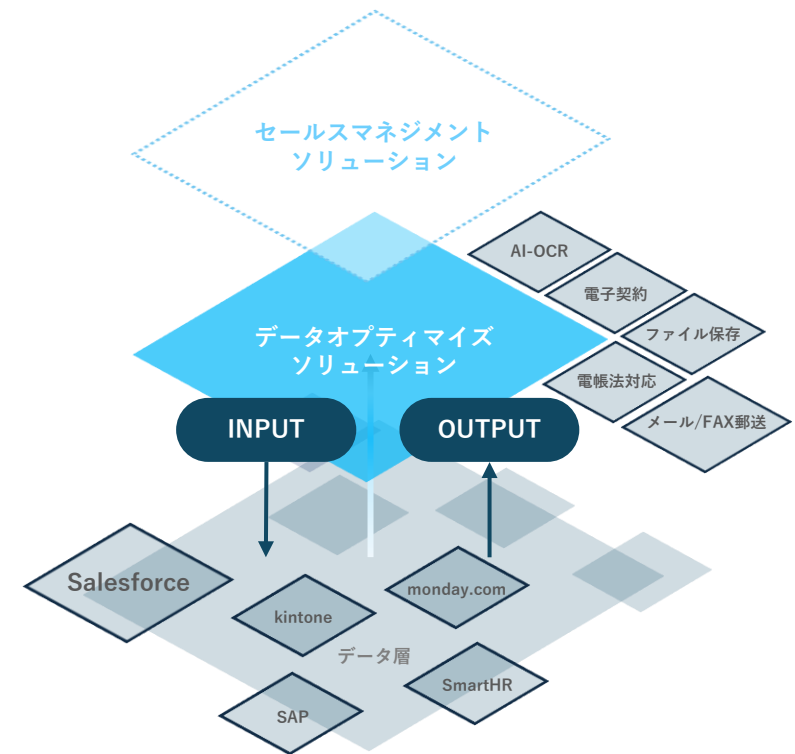 セールスマネジメント
ソリューション
AI-OCR
電子契約
ファイル保存
データオプティマイズ
ソリューション
電帳法対応
メール/FAX郵送
INPUT
OUTPUT
Salesforce
monday.com
kintone
データ層
SmartHR
SAP